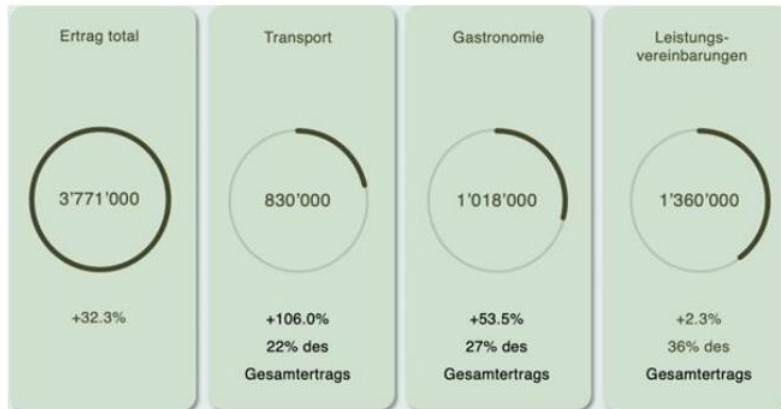 Ertrag total
3'771'000
+32.3%
Transport
830'000
+106.0%
22% des
Gesamtertrags
Gastronomie
1'018'000
+53.5%
27% des
Gesamtertrags
Leistungs-
vereinbarungen
1'360'000
+2.3%
36% des
Gesamtertrags